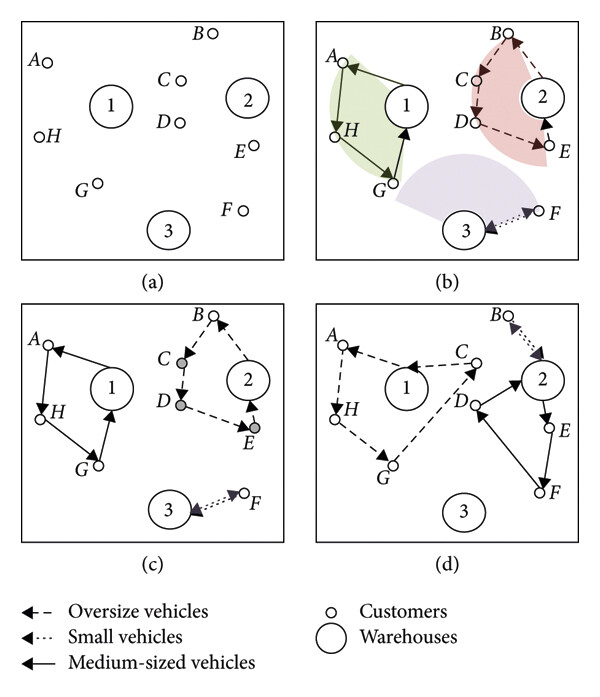 B
A
C
1
2
D
H
E
G
F
3
(a)
B
A
C
1
2
D
H
E
G
F
3
(b)
B
A
C
1
2
D
H
E
G
F
3
(c)
B
A
C
1
2
D
H
E
G
F
3
(d)
Oversize vehicles
Small vehicles
Medium-sized vehicles
Customers
Warehouses